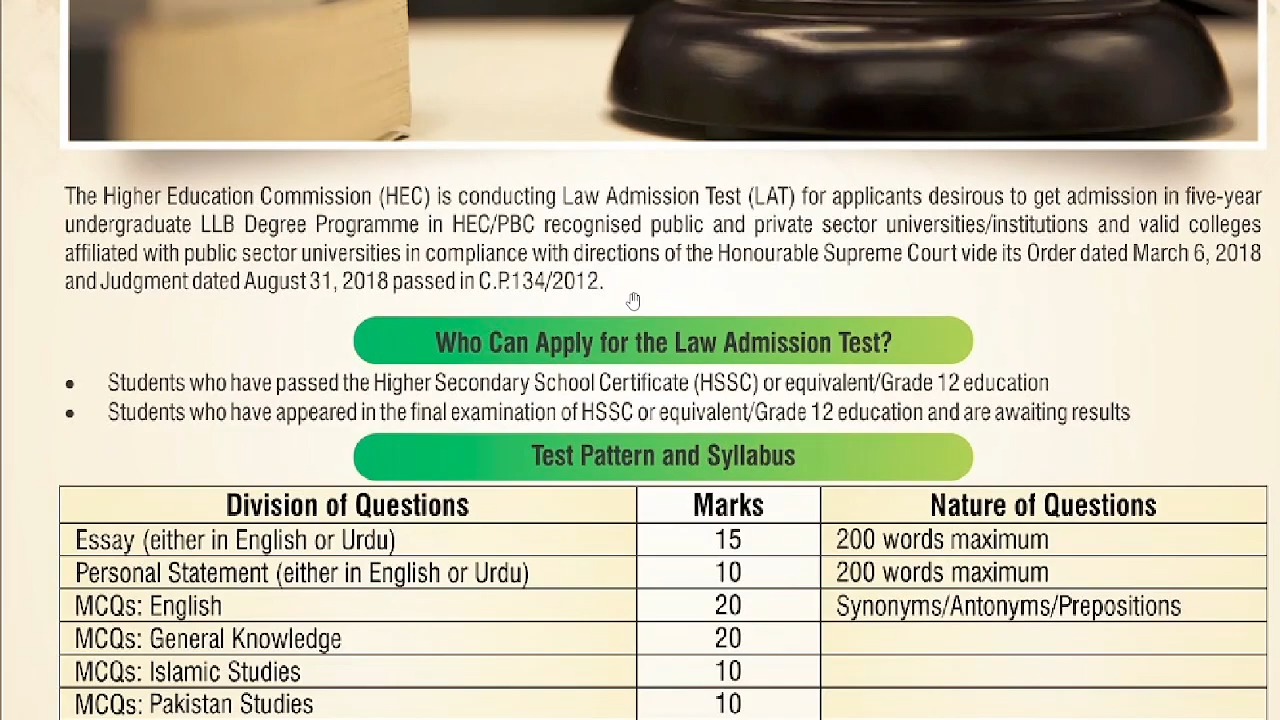 The Higher Education Commission (HEC) is conducting Law Admission Test (LAT) for applicants desirous to get admission in five-year
undergraduate LLB Degree Programme in HEC/PBC recognised public and private sector universities/institutions and valid colleges
affiliated with public sector universities in compliance with directions of the Honourable Supreme Court vide its Order dated March 6, 2018
and Judgment dated August 31, 2018 passed in C.P.134/2012.
Who Can Apply for the Law Admission Test?
• Students who have passed the Higher Secondary School Certificate (HSSC) or equivalent/Grade 12 education
• Students who have appeared in the final examination of HSSC or equivalent/Grade 12 education and are awaiting results
Test Pattern and Syllabus
Division of Questions Marks Nature of Questions
Essay (either in English or Urdu) 15 200 words maximum
Personal Statement (either in English or Urdu) 10 200 words maximum
MCQs: English 20 Synonyms/Antonyms/Prepositions
MCQs: General Knowledge 20
MCQs: Islamic Studies 10
MCQs: Pakistan Studies 10